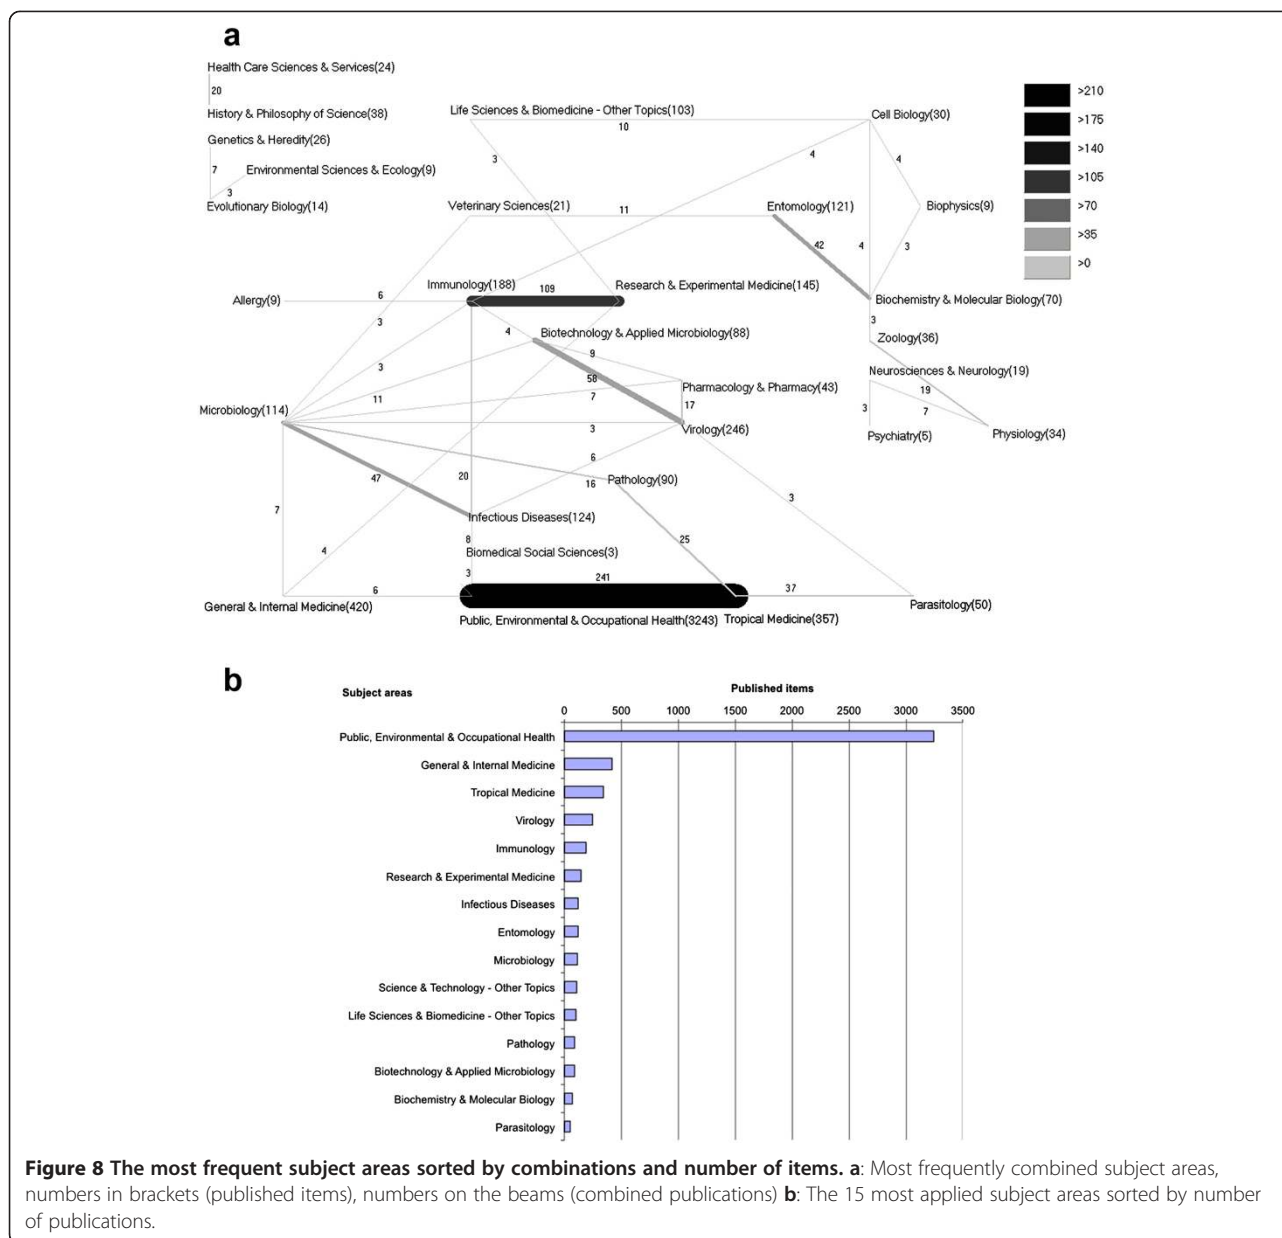 a
Health Care Sciences & Services(24)
20
History & Philosophy of Science(38)
Genetics & Heredity(26)
7
Environmental Sciences & Ecology(9)
3
Evolutionary Biology(14)
Life Sciences & Biomedicine - Other Topics(103)
10
Cell Biology(30)
3
4
4
Veterinary Sciences(21)
11
Entomology(121)
Biophysics(9)
42
4
3
>210
>175
>140
>105
>70
>35
>0
Immunology(188)
109
Research & Experimental Medicine(145)
Allergy(9)
6
Biochemistry & Molecular Biology(70)
3
3
4
Biotechnology & Applied Microbiology(88)
Zoology(36)
9
3
58
Neurosciences & Neurology(19)
Pharmacology & Pharmacy(43)
19
11
7
17
3
7
Microbiology(114)
3
Virology(246)
Psychiatry(5)
Physiology(34)
6
47
20
16
Pathology(90)
3
7
Infectious Diseases(124)
8
25
4
Biomedical Social Sciences(3)
3
241
6
37
General & Internal Medicine(420)
Parasitology(50)
Public, Environmental & Occupational Health(3243)
Tropical Medicine(357)
b
Subject areas
Published items
0 500 1000 1500 2000 2500 3000 3500
Public, Environmental & Occupational Health
General & Internal Medicine
Tropical Medicine
Virology
Immunology
Research & Experimental Medicine
Infectious Diseases
Entomology
Microbiology
Science & Technology - Other Topics
Life Sciences & Biomedicine - Other Topics
Pathology
Biotechnology & Applied Microbiology
Biochemistry & Molecular Biology
Parasitology
Figure 8 The most frequent subject areas sorted by combinations and number of items. a: Most frequently combined subject areas,
numbers in brackets (published items), numbers on the beams (combined publications) b: The 15 most applied subject areas sorted by number
of publications.